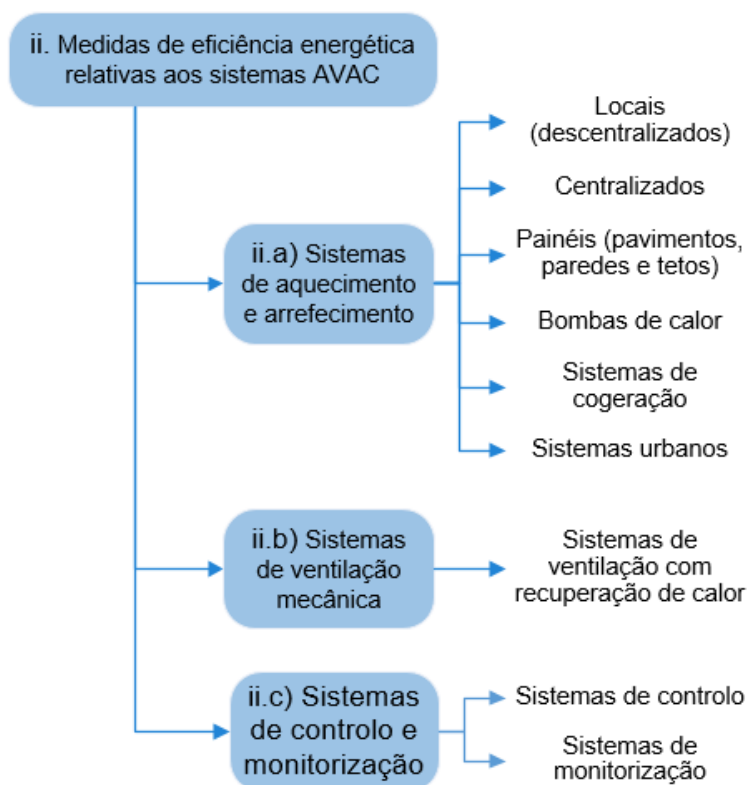 ii. Medidas de eficiência energética
relativas aos sistemas AVAC
ii.a) Sistemas
de aquecimento
e arrefecimento
Locais
(descentralizados)
Centralizados
Painéis (pavimentos,
paredes e tetos)
Bombas de calor
Sistemas de
cogeração
Sistemas urbanos
ii.b) Sistemas
de ventilação
mecânica
Sistemas de
ventilação com
recuperação de calor
ii.c) Sistemas
de controlo e
monitorização
Sistemas de controlo
Sistemas de
monitorização